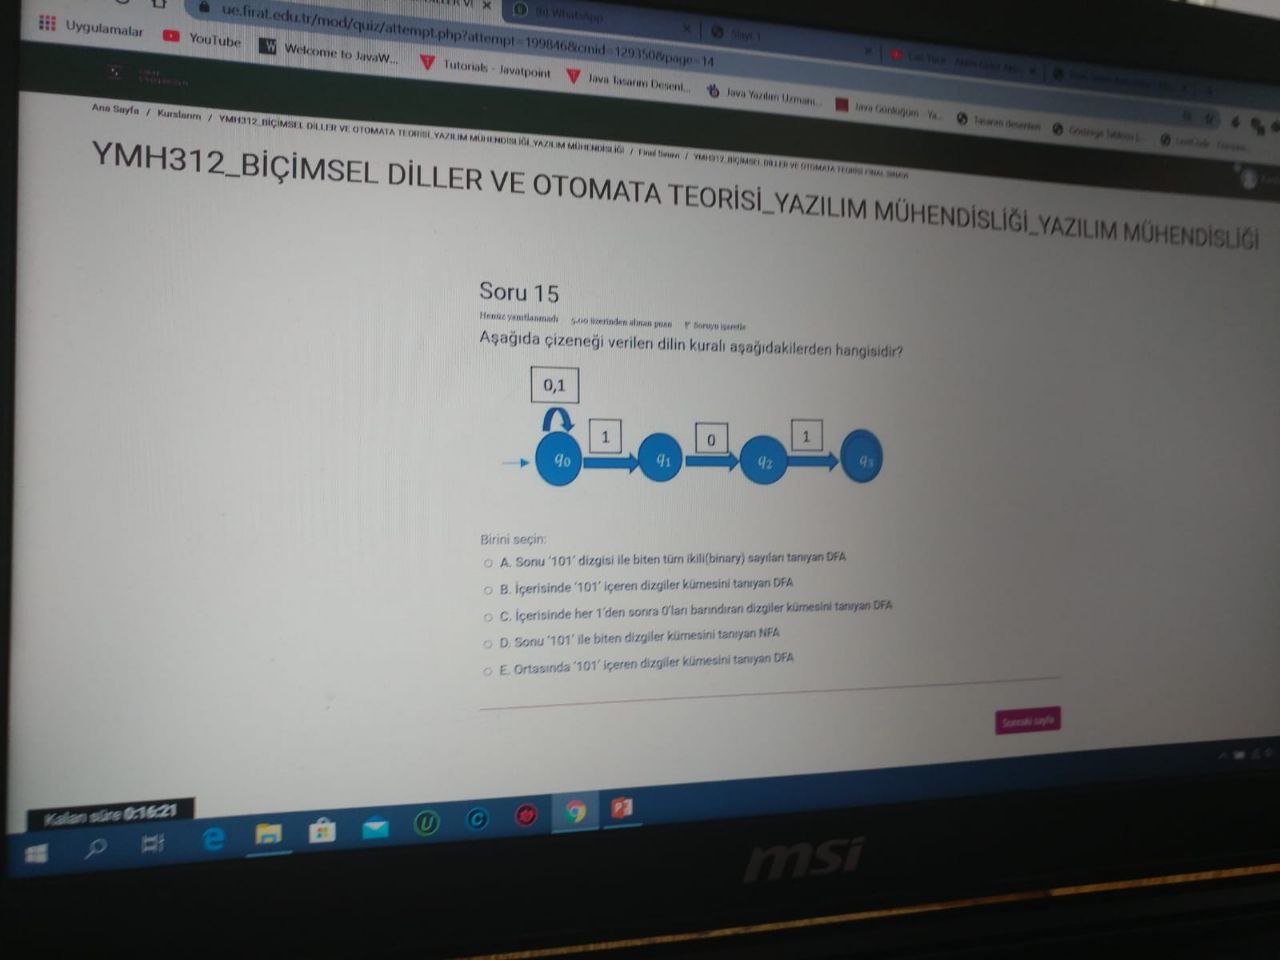 ue.firat.edu.tr/mod/quiz/attempt.php?attempt=199846&cmid=129350&page=14
WhatsApp
Slayt 1
Uygulamalar
YouTube
Welcome to JavaW...
Tutorials - Javatpoint
Java Tasarım Deseni...
Java Yazılım Uzmanı...
Java Günlüğüm - Ya...
Tasarım desenleri
Ana Sayfa / Kurslarım / YMH312_BİÇİMSEL DİLLER VE OTOMATA TEORİSİ_YAZILIM MÜHENDİSLİĞİ_YAZILIM MÜHENDİSLİĞİ / Final Sınavı / YMH312_BİÇİMSEL DİLLER VE OTOMATA TEORİSİ FINAL SINAVI
YMH312_BİÇİMSEL DİLLER VE OTOMATA TEORİSİ_YAZILIM MÜHENDİSLİĞİ_YAZILIM MÜHENDİSLİĞİ
Soru 15
Henüz yanıtlanmadı 5,00 üzerinden alınan puan Soruyu işaretle
Aşağıda çizeneği verilen dilin kuralı aşağıdakilerden hangisidir?
0,1
1
0
1
q0
q1
q2
q3
Birini seçin:
A. Sonu '101' dizgisi ile biten tüm ikili(binary) sayıları tanıyan DFA
B. İçerisinde '101' içeren dizgiler kümesini tanıyan DFA
C. İçerisinde her 1'den sonra 0'ları barındıran dizgiler kümesini tanıyan DFA
D. Sonu '101' ile biten dizgiler kümesini tanıyan NFA
E. Ortasında '101' içeren dizgiler kümesini tanıyan DFA
Sonraki sayfa
Kalan süre 0:16:21
msi